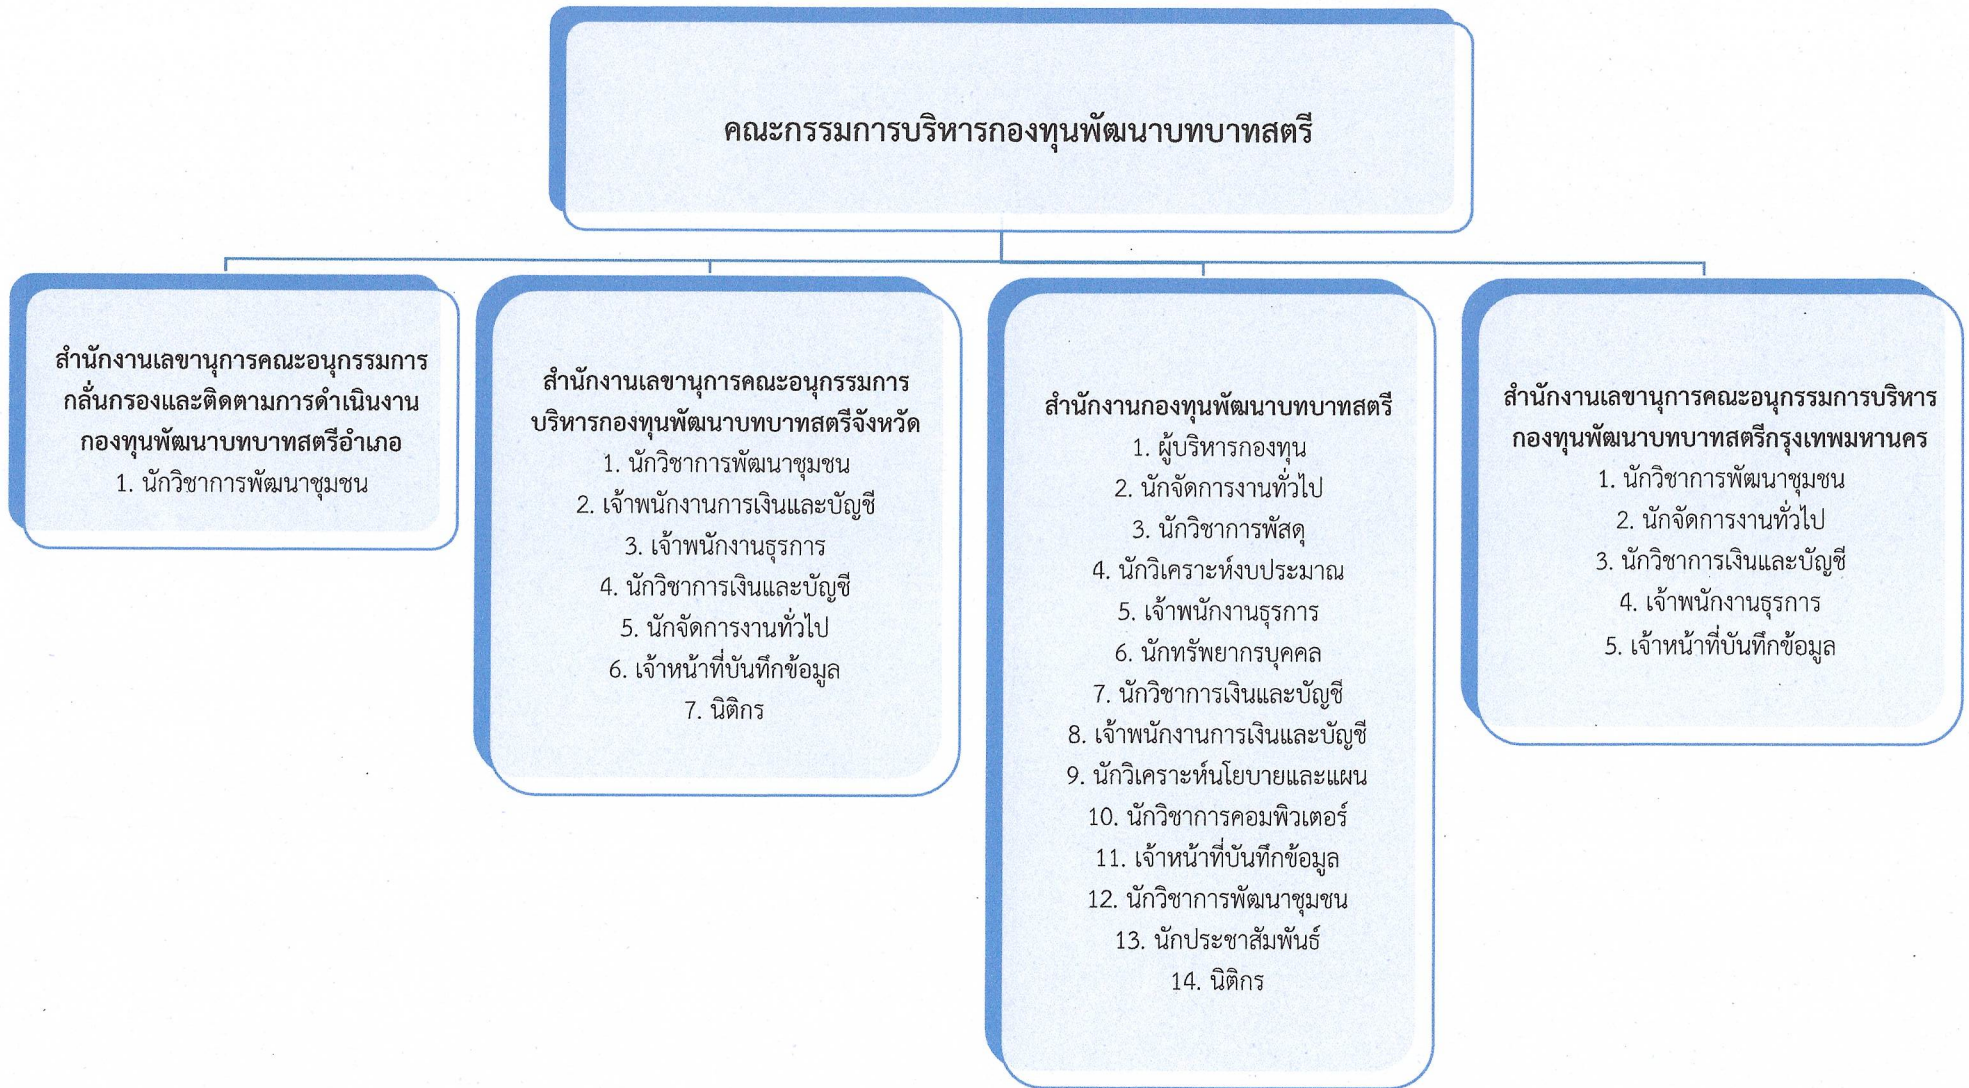 คณะกรรมการบริหารกองทุนพัฒนาบทบาทสตรี
สำนักงานเลขานุการคณะอนุกรรมการ
กลั่นกรองและติดตามการดำเนินงาน
กองทุนพัฒนาบทบาทสตรีอำเภอ
1. นักวิชาการพัฒนาชุมชน
สำนักงานเลขานุการคณะอนุกรรมการ
บริหารกองทุนพัฒนาบทบาทสตรีจังหวัด
1. นักวิชาการพัฒนาชุมชน
2. เจ้าพนักงานการเงินและบัญชี
3. เจ้าพนักงานธุรการ
4. นักวิชาการเงินและบัญชี
5. นักจัดการงานทั่วไป
6. เจ้าหน้าที่บันทึกข้อมูล
7. นิติกร
สำนักงานกองทุนพัฒนาบทบาทสตรี
1. ผู้บริหารกองทุน
2. นักจัดการงานทั่วไป
3. นักวิชาการพัสดุ
4. นักวิเคราะห์งบประมาณ
5. เจ้าพนักงานธุรการ
6. นักทรัพยากรบุคคล
7. นักวิชาการเงินและบัญชี
8. เจ้าพนักงานการเงินและบัญชี
9. นักวิเคราะห์นโยบายและแผน
10. นักวิชาการคอมพิวเตอร์
11. เจ้าหน้าที่บันทึกข้อมูล
12. นักวิชาการพัฒนาชุมชน
13. นักประชาสัมพันธ์
14. นิติกร
สำนักงานเลขานุการคณะอนุกรรมการบริหาร
กองทุนพัฒนาบทบาทสตรีกรุงเทพมหานคร
1. นักวิชาการพัฒนาชุมชน
2. นักจัดการงานทั่วไป
3. นักวิชาการเงินและบัญชี
4. เจ้าพนักงานธุรการ
5. เจ้าหน้าที่บันทึกข้อมูล